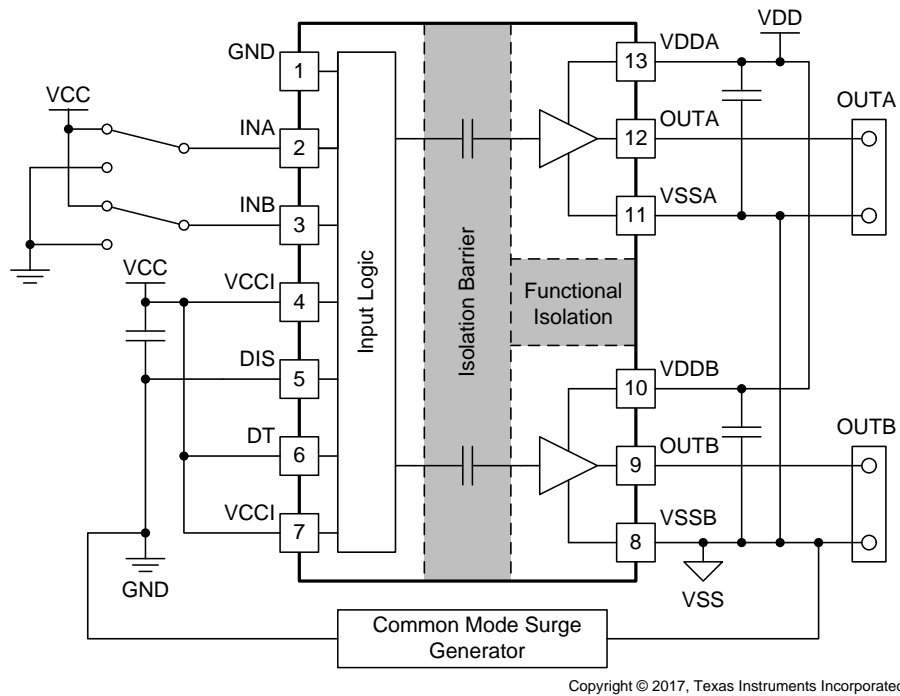 GND
1
VCC
INA
2
INB
3
VCC
VCCI
4
DIS
5
DT
6
VCCI
7
GND
Input Logic
Isolation Barrier
Functional
Isolation
VDDA
13
VDD
OUTA
12
OUTA
VSSA
11
VDDB
10
OUTB
9
OUTB
VSSB
8
VSS
Common Mode Surge
Generator
Copyright © 2017, Texas Instruments Incorporated